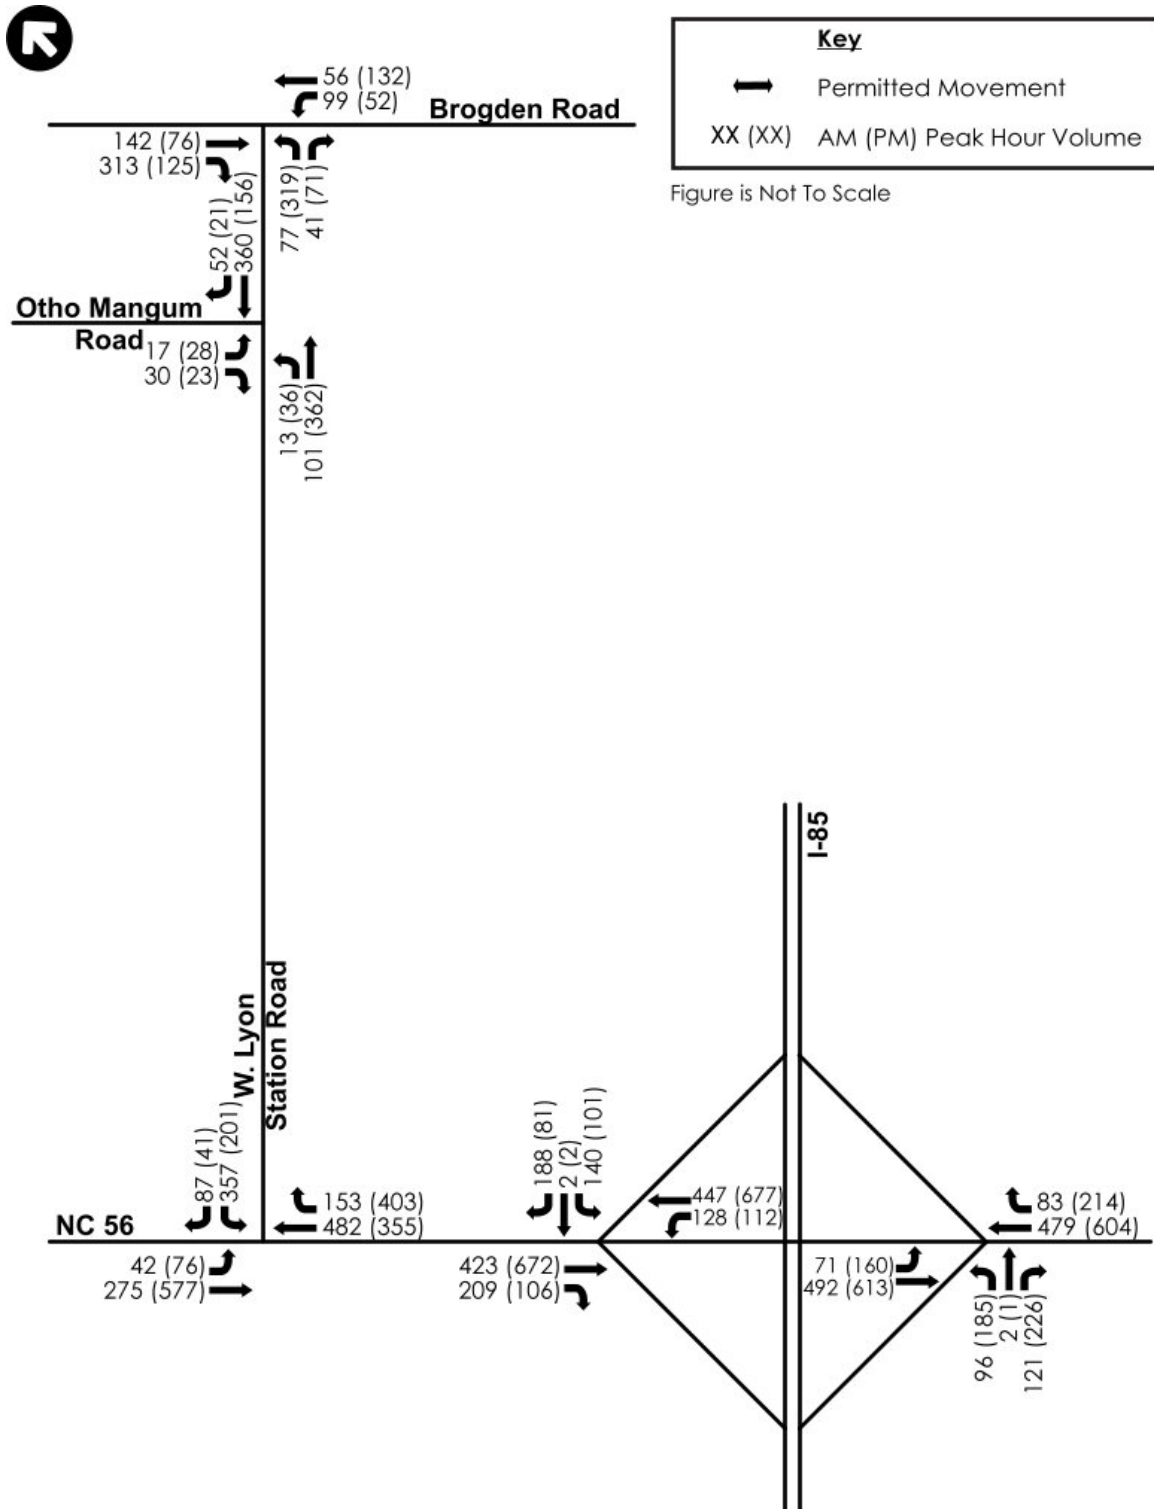 Key
Permitted Movement
XX (XX) AM (PM) Peak Hour Volume
Figure is Not To Scale
56 (132)
99 (52)
Brogden Road
142 (76)
313 (125)
77 (319)
41 (71)
52 (21)
360 (156)
Otho Mangum
Road
17 (28)
30 (23)
13 (36)
101 (362)
I-85
W. Lyon
Station Road
87 (41)
357 (201)
153 (403)
482 (355)
NC 56
42 (76)
275 (577)
188 (81)
2 (2)
140 (101)
447 (677)
128 (112)
423 (672)
209 (106)
83 (214)
479 (604)
71 (160)
492 (613)
96 (185)
2 (1)
121 (226)